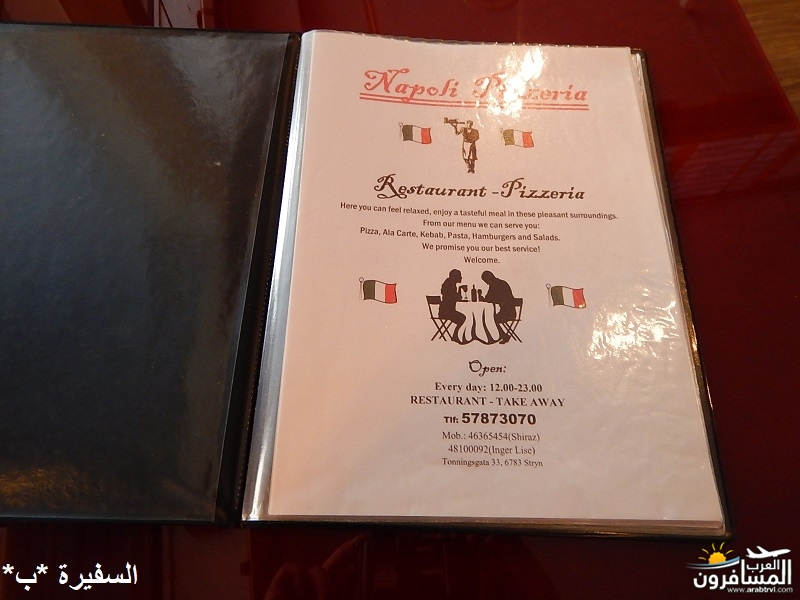 Napoli Pizzeria
Restaurant - Pizzeria
Here you can feel relaxed, enjoy a tasteful meal in these pleasant surroundings.
From our menu we can serve you:
Pizza, Ala Carte, Kebab, Pasta, Hamburgers and Salads.
We promise you our best service!
Welcome.
Open:
Every day: 12.00-23.00
RESTAURANT - TAKE AWAY
Tlf: 57873070
Mob.: 46365454(Shiraz)
48100092(Inger Lise)
Tonningsgata 33, 6783 Stryn
السفيرة *ب*
العرب
المسافرون
www.arabtrvl.com